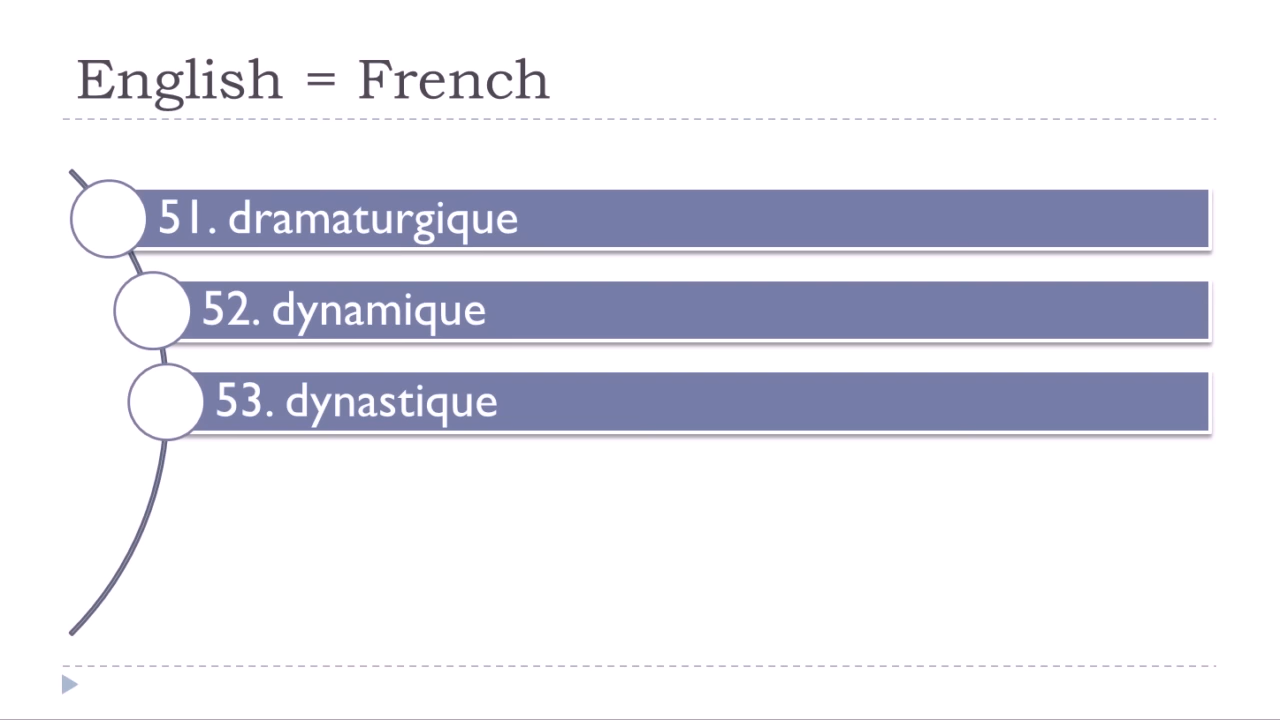 English = French
51. dramaturgique
52. dynamique
53. dynastique